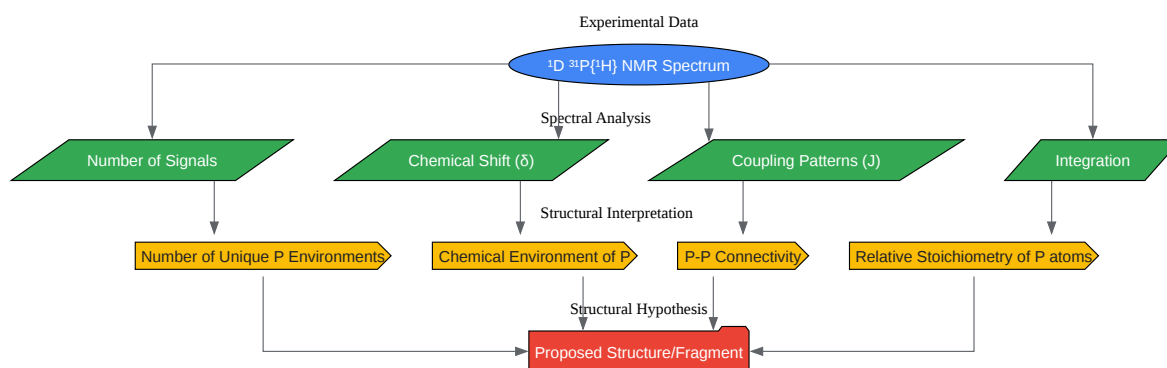 Experimental Data
¹D ³¹P{¹H} NMR Spectrum
Spectral Analysis
Number of Signals
Chemical Shift (δ)
Coupling Patterns (J)
Integration
Structural Interpretation
Number of Unique P Environments
Chemical Environment of P
P-P Connectivity
Relative Stoichiometry of P atoms
Structural Hypothesis
Proposed Structure/Fragment